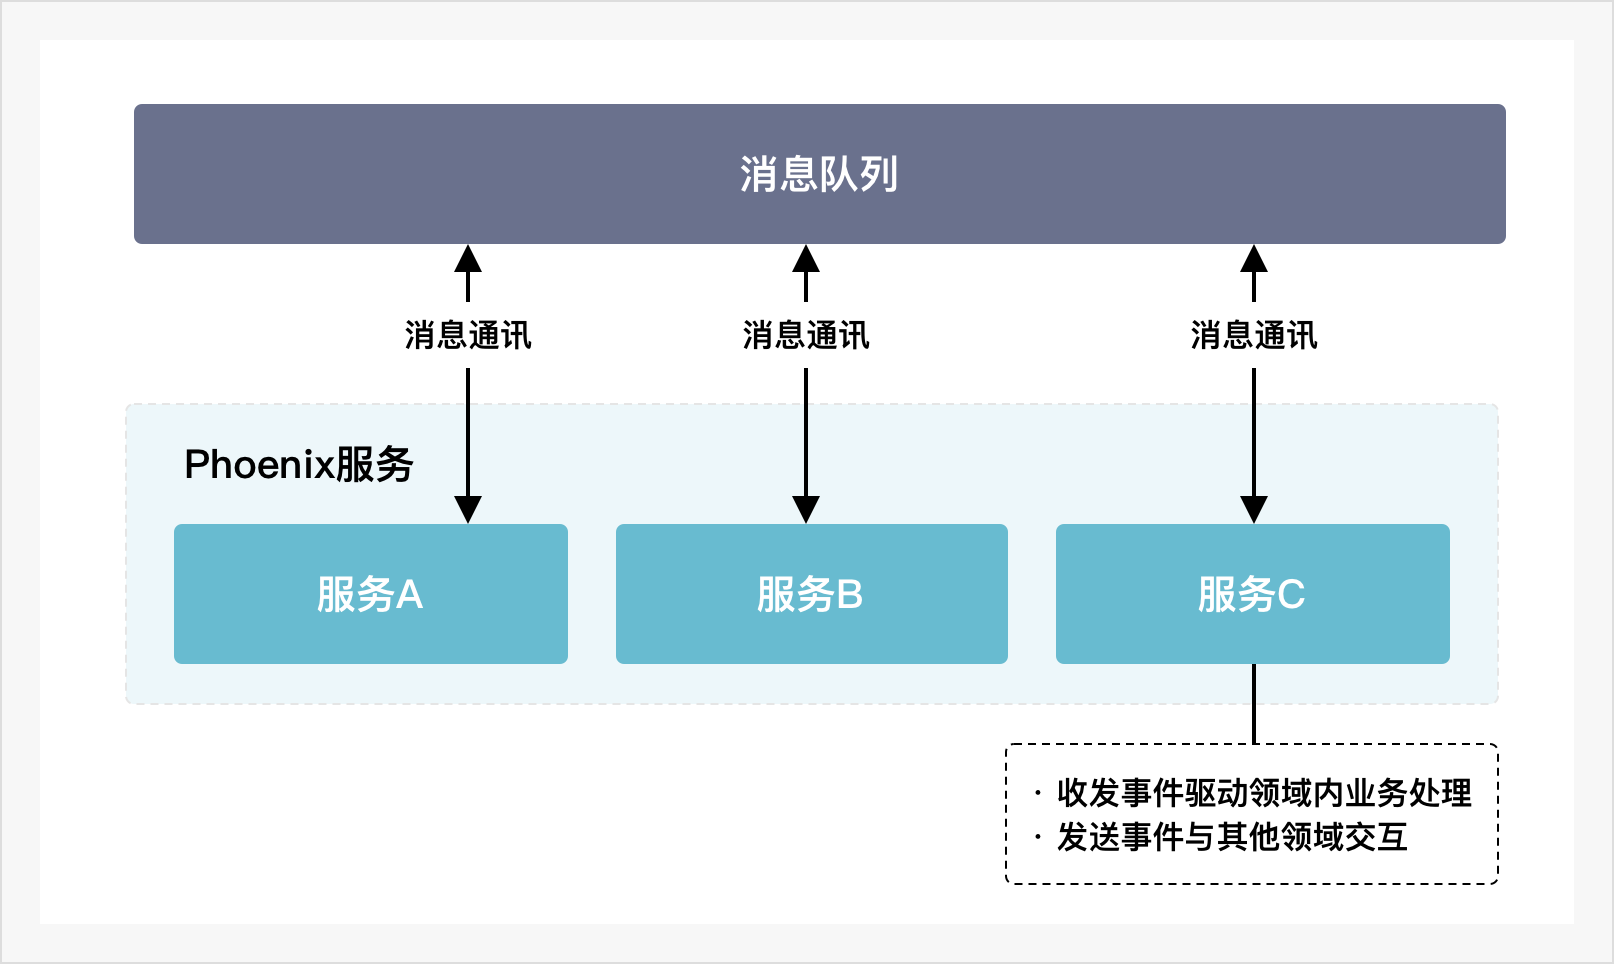 消息队列
消息通讯
消息通讯
消息通讯
Phoenix服务
服务A
服务B
服务C
· 收发事件驱动领域内业务处理
· 发送事件与其他领域交互